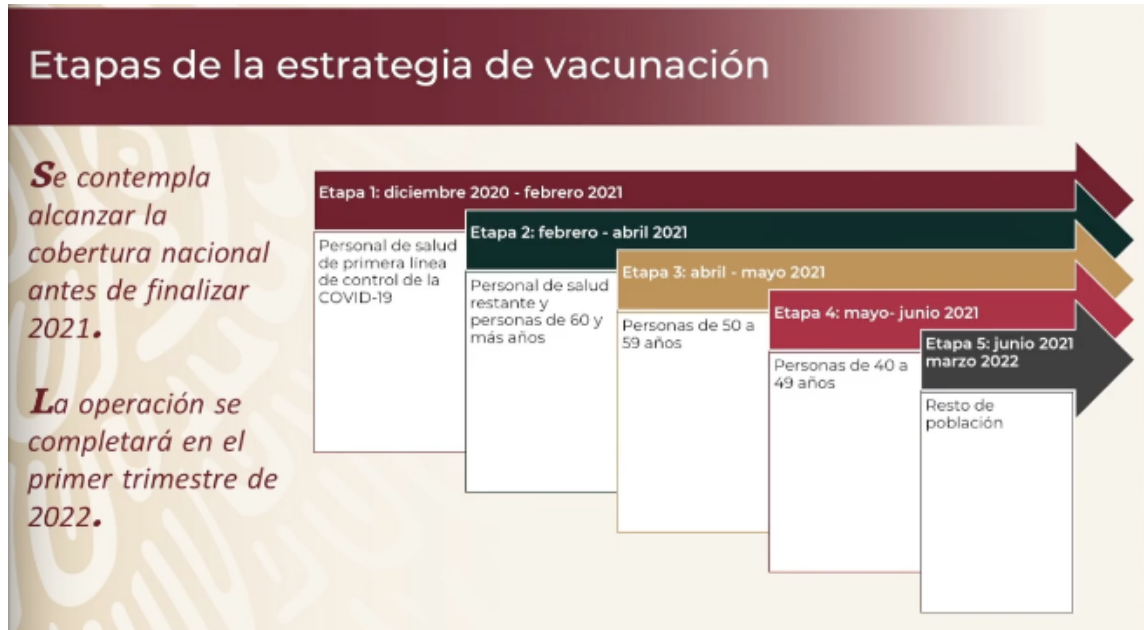 Etapas de la estrategia de vacunación
Se contempla
alcanzar la
cobertura nacional
antes de finalizar
2021.
La operación se
completará en el
primer trimestre de
2022.
Etapa 1: diciembre 2020 - febrero 2021
Personal de salud
de primera línea
de control de la
COVID-19
Etapa 2: febrero - abril 2021
Personal de salud
restante y
personas de 60 y
más años
Etapa 3: abril - mayo 2021
Personas de 50 a
59 años
Etapa 4: mayo- junio 2021
Personas de 40 a
49 años
Etapa 5: junio 2021
marzo 2022
Resto de
población